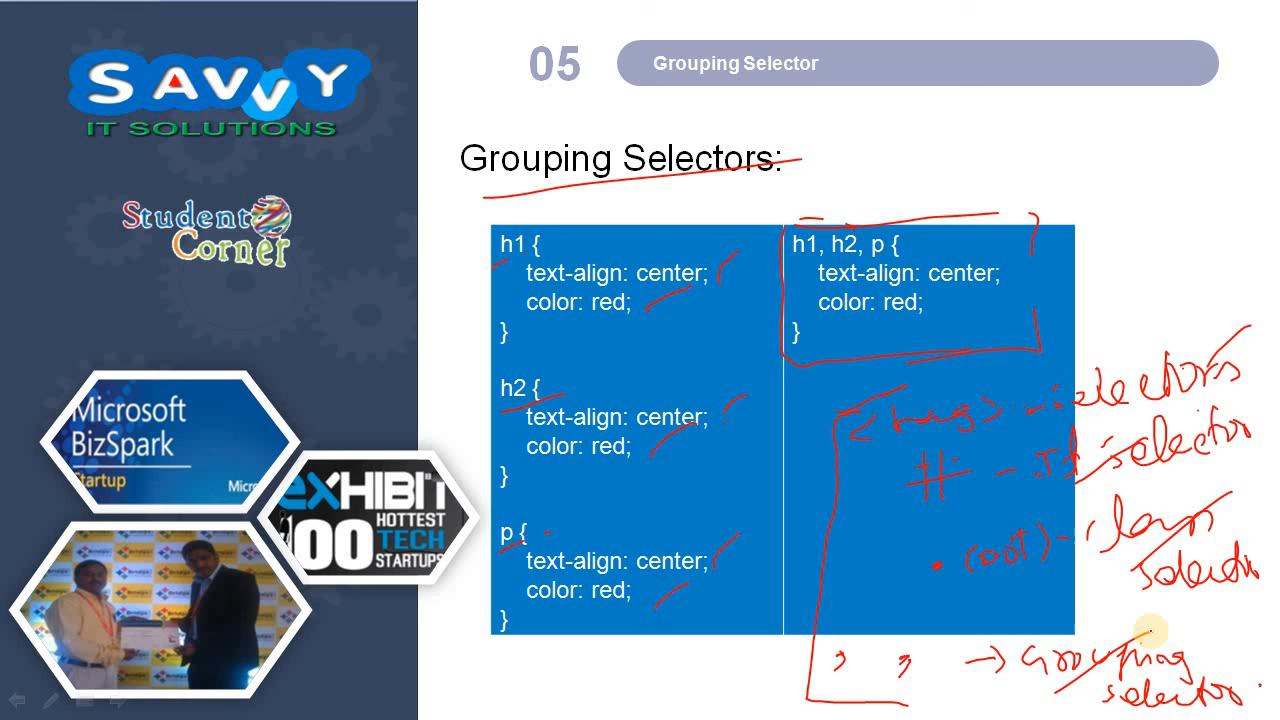 SAVVY
IT SOLUTIONS
Student
Corner
Microsoft
BizSpark
Startup
Micros
EXHIBIT
100 HOTTEST
TECH
STARTUPS
05
Grouping Selector
Grouping Selectors:
h1 {
text-align: center;
color: red;
}
h2 {
text-align: center;
color: red;
}
p {
text-align: center;
color: red;
}
h1, h2, p {
text-align: center;
color: red;
}
<tag> - selectors
# - Id selector
. (dot) - class
selector
, , → Grouping
selector